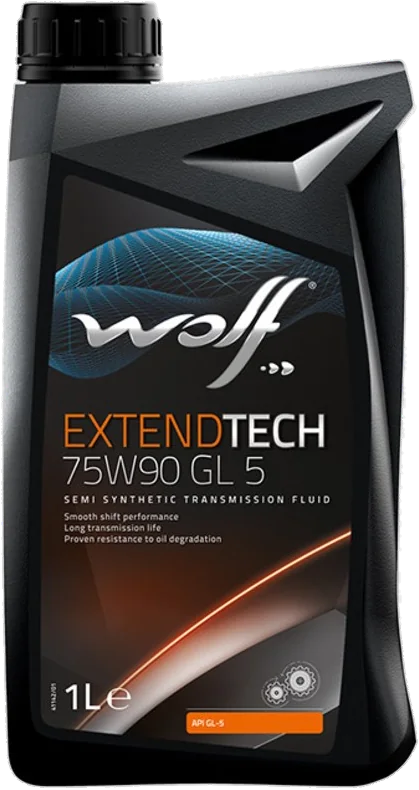 wolf®
EXTENDTECH
75W90 GL 5
SEMI SYNTHETIC TRANSMISSION FLUID
Smooth shift performance
Long transmission life
Proven resistance to oil degradation
1L e
API GL-5